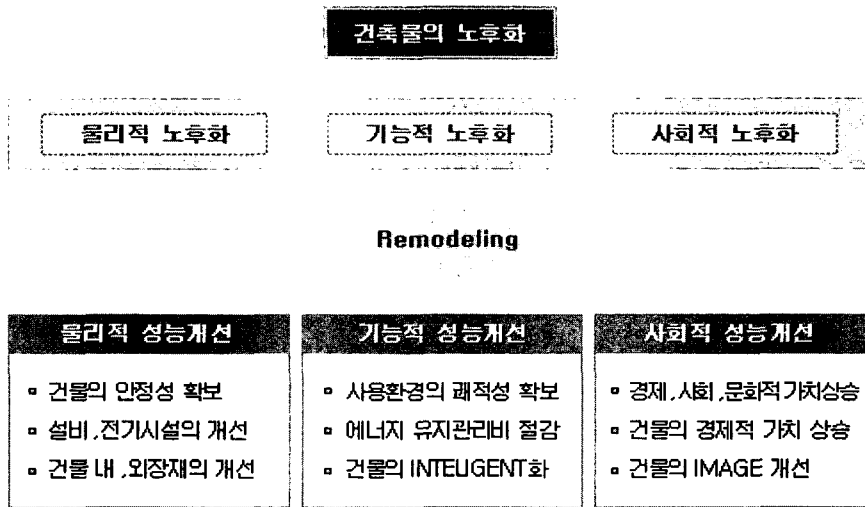 건축물의 노후화
물리적 노후화
기능적 노후화
사회적 노후화
Remodeling
물리적 성능개선
기능적 성능개선
사회적 성능개선
▫ 건물의 안정성 확보
▫ 설비,전기시설의 개선
▫ 건물 내,외장재의 개선
▫ 사용환경의 쾌적성 확보
▫ 에너지 유지관리비 절감
▫ 건물의 INTELIGENT화
▫ 경제,사회,문화적가치상승
▫ 건물의 경제적 가치 상승
▫ 건물의 IMAGE 개선